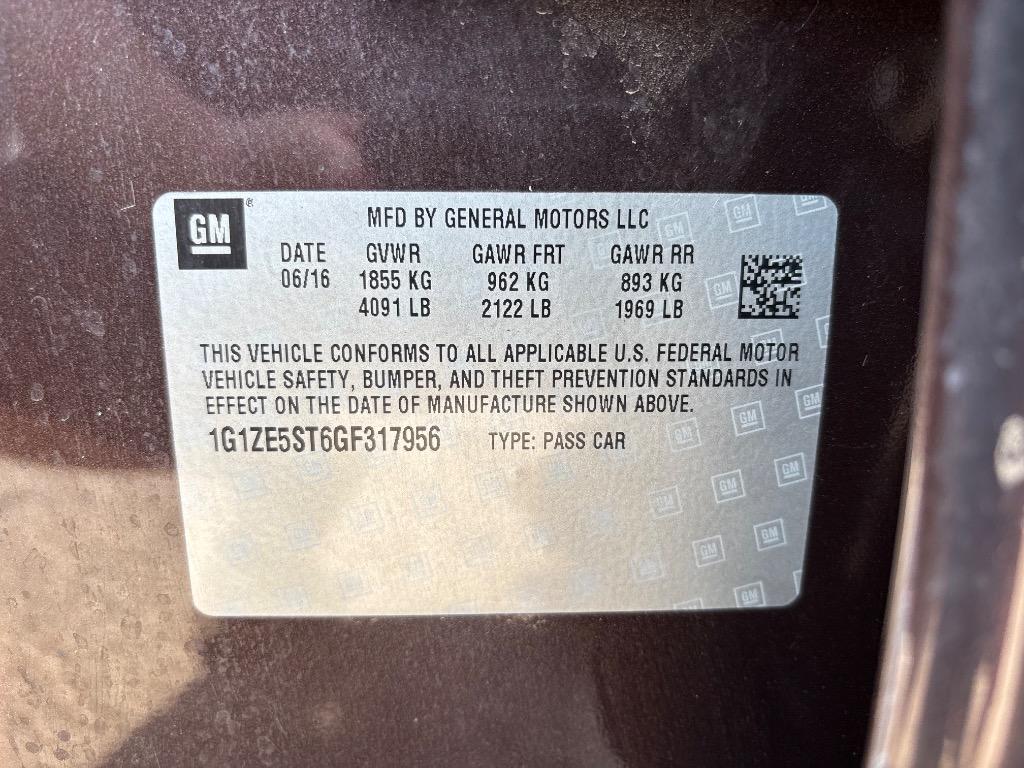 GM® MFD BY GENERAL MOTORS LLC
DATE GVWR GAWR FRT GAWR RR
06/16 1855 KG 962 KG 893 KG
4091 LB 2122 LB 1969 LB
THIS VEHICLE CONFORMS TO ALL APPLICABLE U.S. FEDERAL MOTOR
VEHICLE SAFETY, BUMPER, AND THEFT PREVENTION STANDARDS IN
EFFECT ON THE DATE OF MANUFACTURE SHOWN ABOVE.
1G1ZE5ST6GF317956 TYPE: PASS CAR